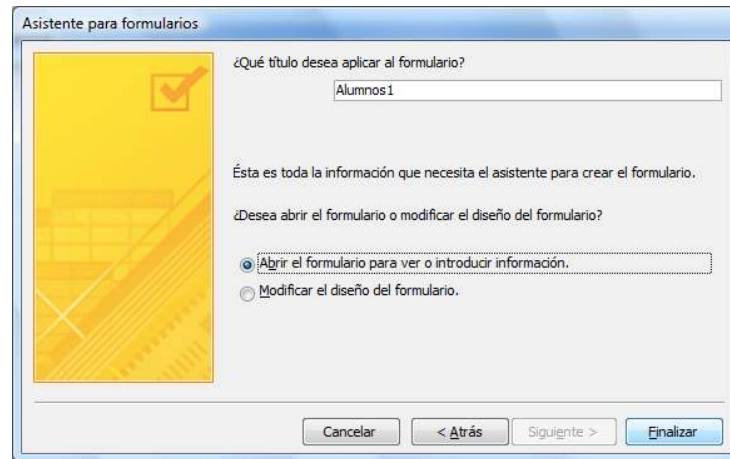 Asistente para formularios
¿Qué título desea aplicar al formulario?
Alumnos1
Ésta es toda la información que necesita el asistente para crear el formulario.
¿Desea abrir el formulario o modificar el diseño del formulario?
Abrir el formulario para ver o introducir información.
Modificar el diseño del formulario.
Cancelar
< Atrás
Siguiente >
Finalizar